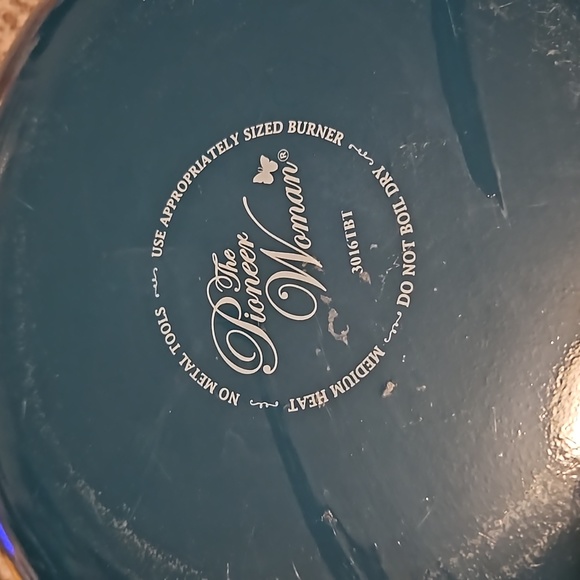 The
Pioneer
Woman®
3016TBT
USE APPROPRIATELY SIZED BURNER
DO NOT BOIL DRY
MEDIUM HEAT
NO METAL TOOLS